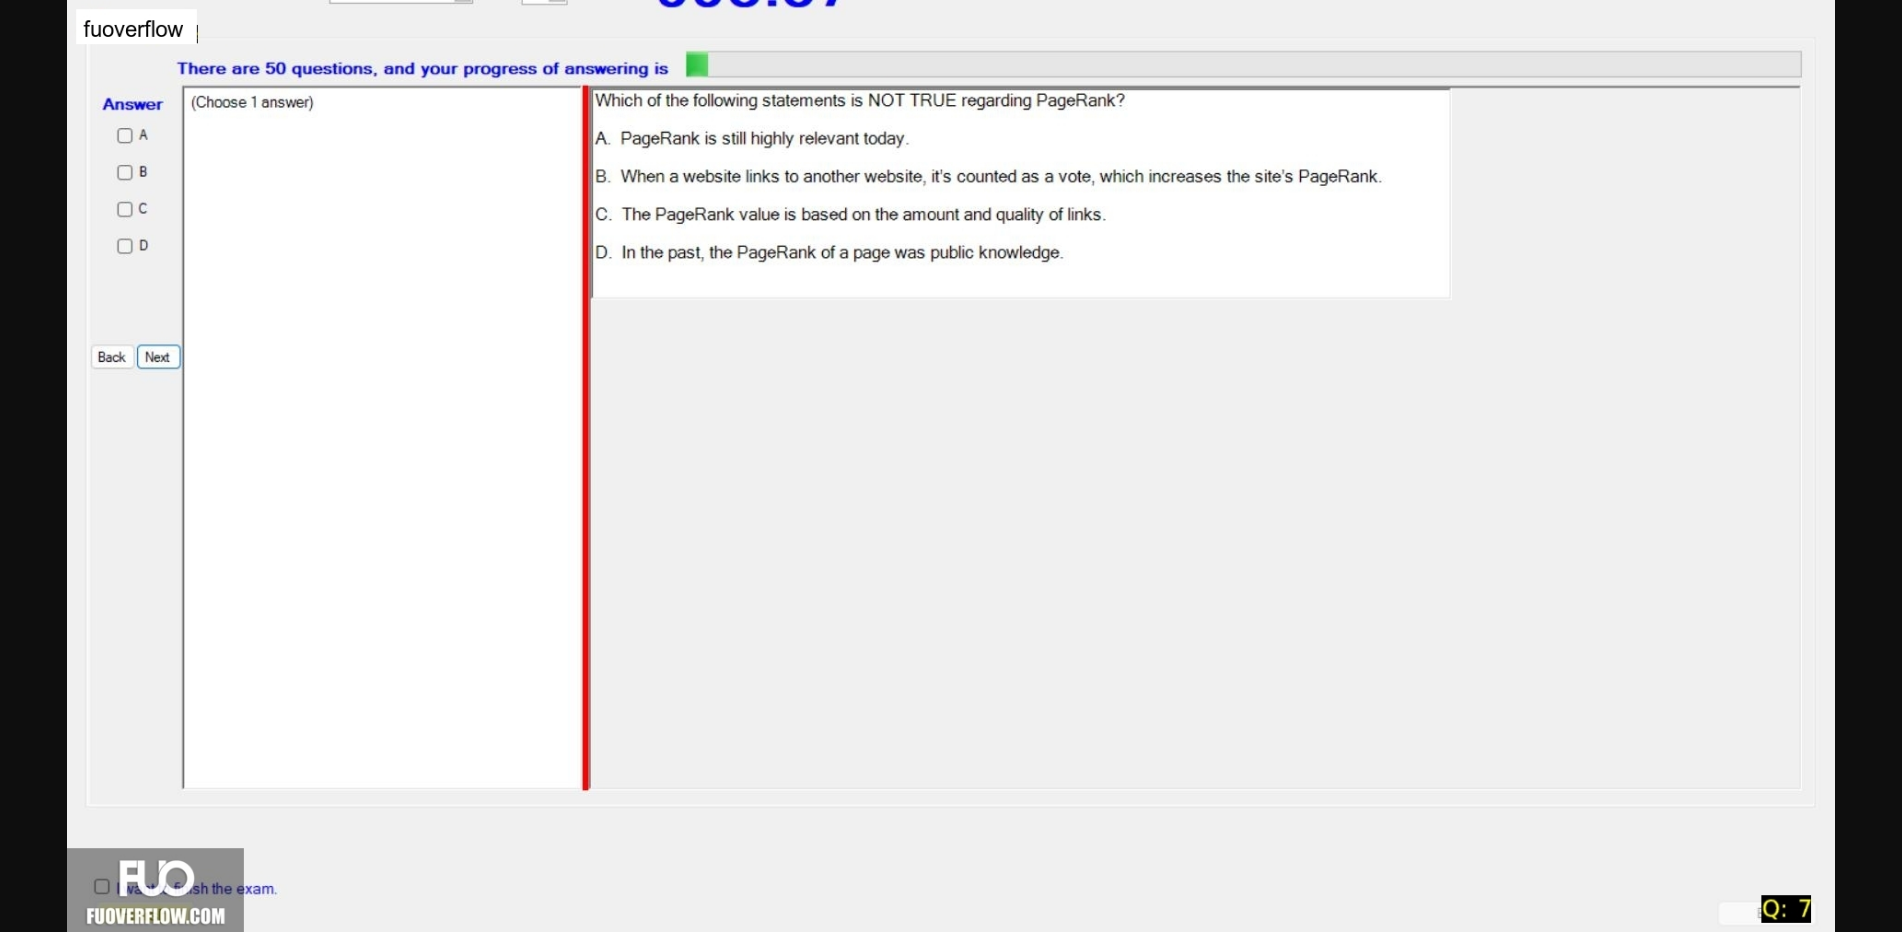 fuoverflow
There are 50 questions, and your progress of answering is
Answer
(Choose 1 answer)
A
B
C
D
Back
Next
Which of the following statements is NOT TRUE regarding PageRank?
A. PageRank is still highly relevant today.
B. When a website links to another website, it's counted as a vote, which increases the site's PageRank.
C. The PageRank value is based on the amount and quality of links.
D. In the past, the PageRank of a page was public knowledge.
FUO
I want finish the exam.
FUOVERFLOW.COM
Q: 7